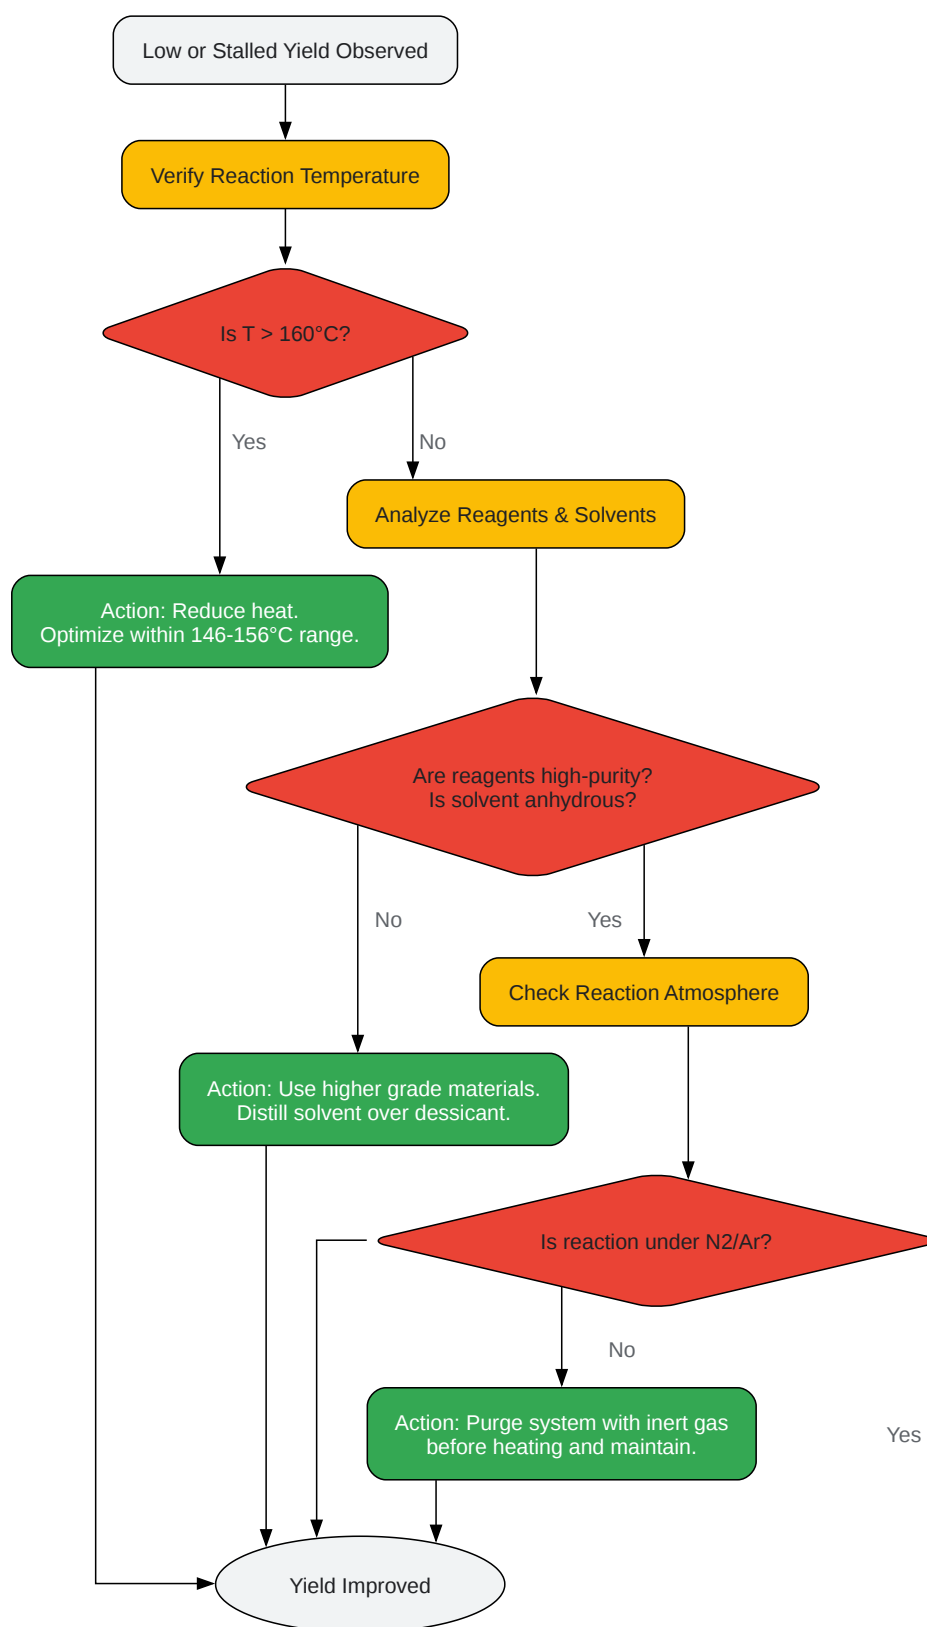 Low or Stalled Yield Observed
Verify Reaction Temperature
Is T > 160°C?
Yes
No
Analyze Reagents & Solvents
Action: Reduce heat.
Optimize within 146-156°C range.
Are reagents high-purity?
Is solvent anhydrous?
No
Yes
Check Reaction Atmosphere
Action: Use higher grade materials.
Distill solvent over dessicant.
Is reaction under N2/Ar?
No
Action: Purge system with inert gas
before heating and maintain.
Yes
Yield Improved